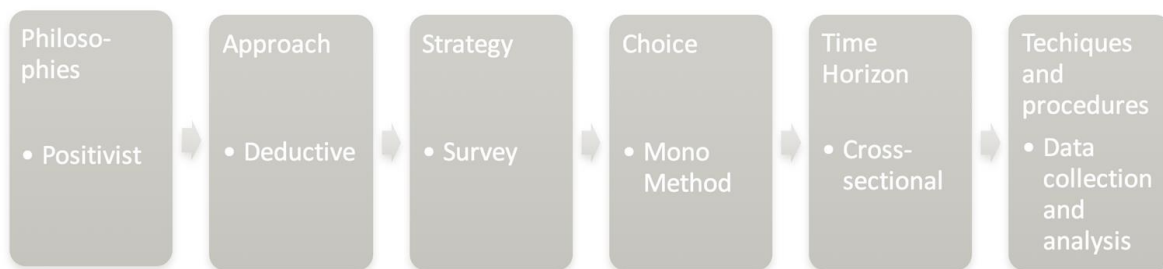 Philoso-
phies
• Positivist
Approach
• Deductive
Strategy
• Survey
Choice
• Mono
Method
Time
Horizon
• Cross-
sectional
Techiques
and
procedures
• Data
collection
and
analysis